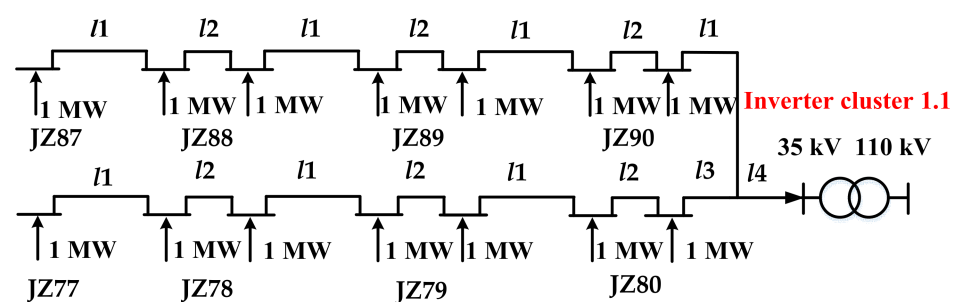 l1 l2 l1 l2 l1 l2 l1
1 MW 1 MW 1 MW 1 MW 1 MW 1 MW 1 MW
Inverter cluster 1.1
JZ87 JZ88 JZ89 JZ90
35 kV 110 kV
l1 l2 l1 l2 l1 l2 l3 l4
1 MW 1 MW 1 MW 1 MW 1 MW 1 MW 1 MW
JZ77 JZ78 JZ79 JZ80